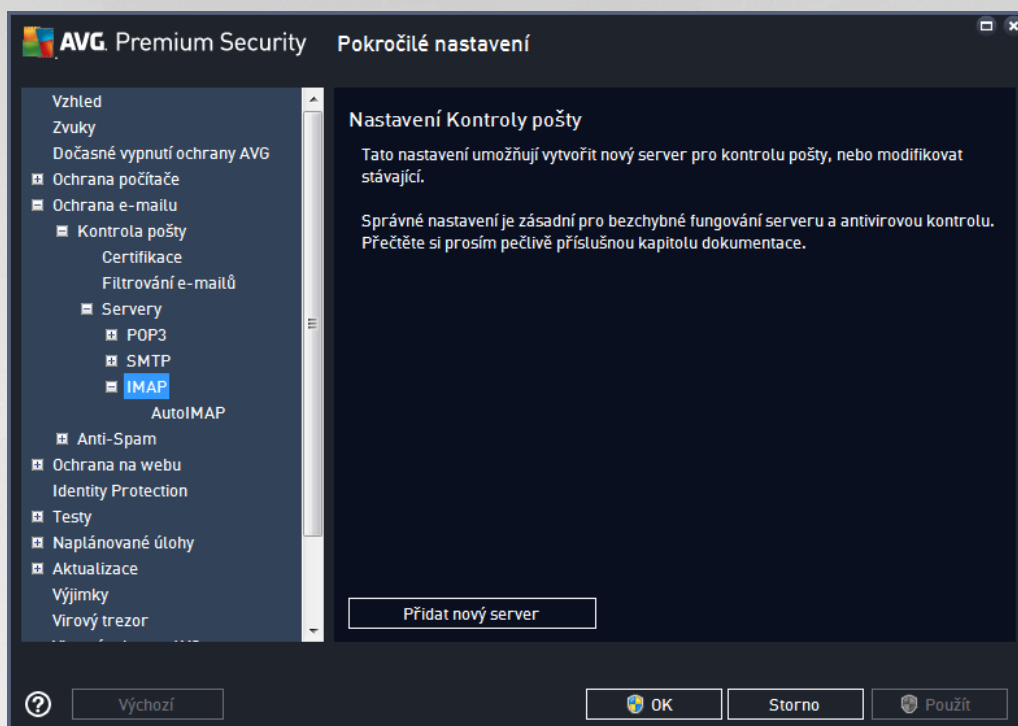 AVG. Premium Security
Pokročilé nastavení
Vzhled
Zvuky
Dočasné vypnutí ochrany AVG
Ochrana počítače
Ochrana e-mailu
Kontrola pošty
Certifikace
Filtrování e-mailů
Servery
POP3
SMTP
IMAP
AutoIMAP
Anti-Spam
Ochrana na webu
Identity Protection
Testy
Naplánované úlohy
Aktualizace
Výjimky
Virový trezor
Nastavení Kontroly pošty
Tato nastavení umožňují vytvořit nový server pro kontrolu pošty, nebo modifikovat
stávající.
Správné nastavení je zásadní pro bezchybné fungování serveru a antivirovou kontrolu.
Přečtěte si prosím pečlivě příslušnou kapitolu dokumentace.
Přidat nový server
Výchozí
OK
Storno
Použít